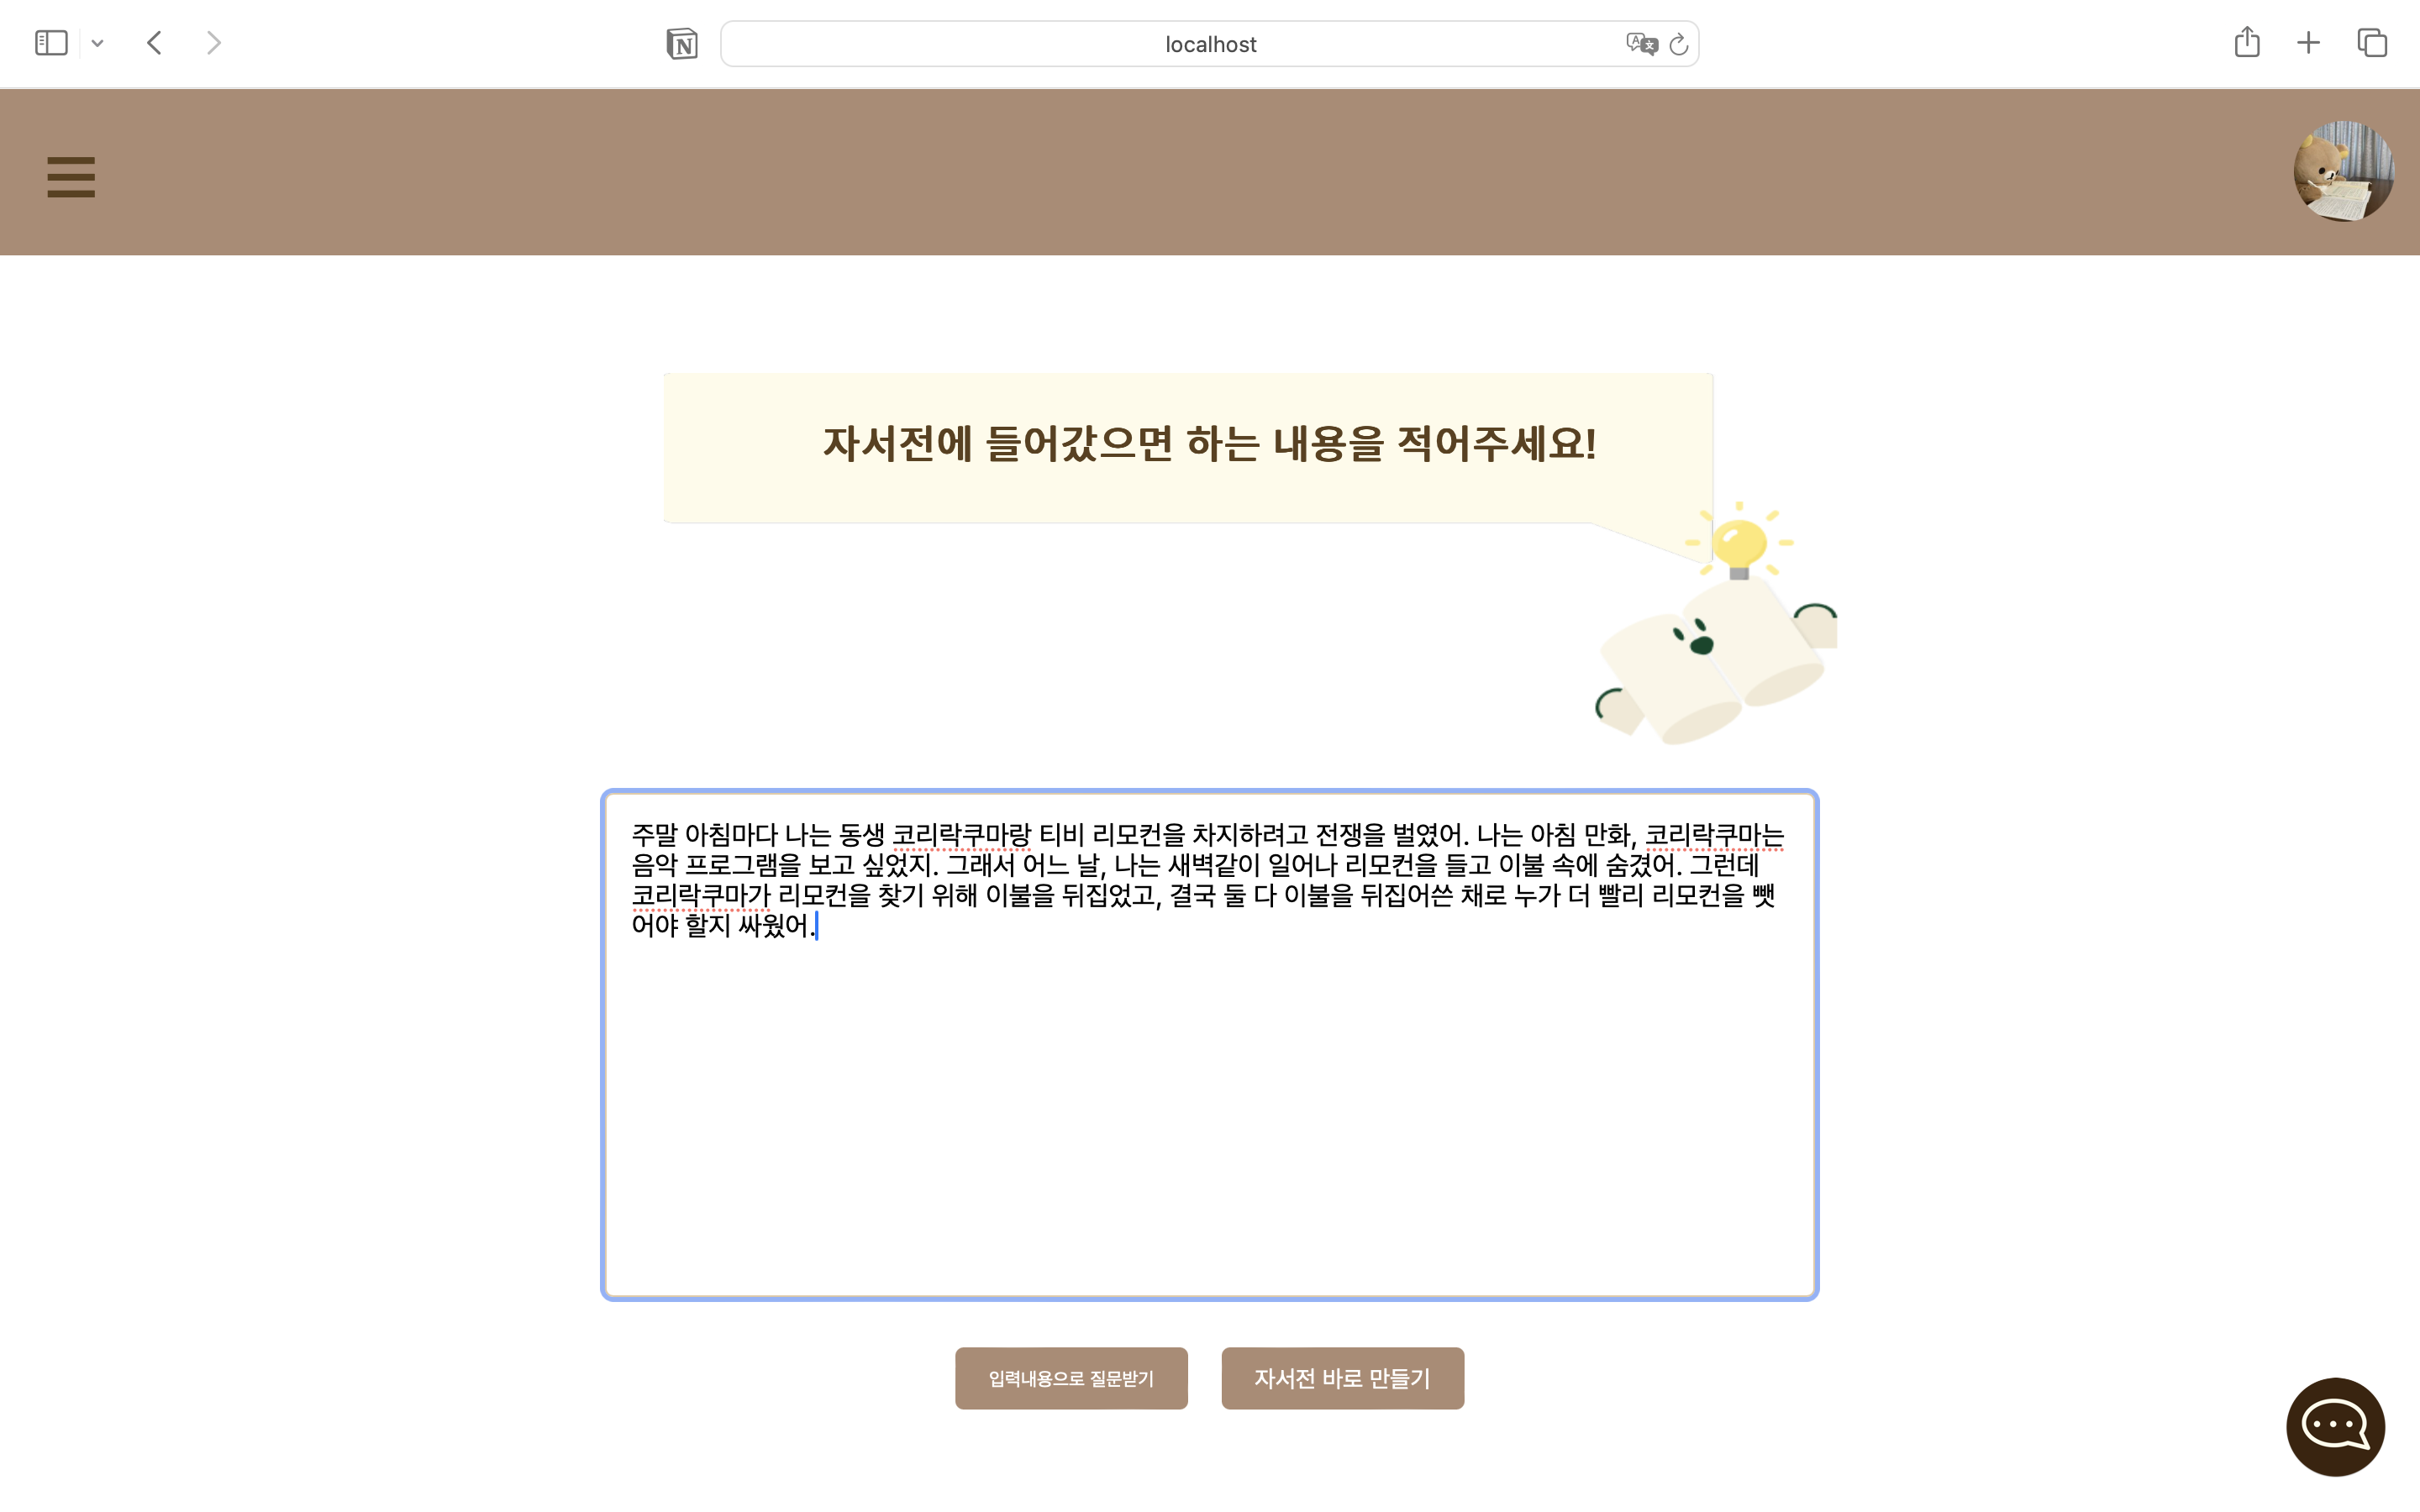 localhost
자서전에 들어갔으면 하는 내용을 적어주세요!
주말 아침마다 나는 동생 코리락쿠마랑 티비 리모컨을 차지하려고 전쟁을 벌였어. 나는 아침 만화, 코리락쿠마는
음악 프로그램을 보고 싶었지. 그래서 어느 날, 나는 새벽같이 일어나 리모컨을 들고 이불 속에 숨겼어. 그런데
코리락쿠마가 리모컨을 찾기 위해 이불을 뒤집었고, 결국 둘 다 이불을 뒤집어쓴 채로 누가 더 빨리 리모컨을 뺏
어야 할지 싸웠어.
입력내용으로 질문받기
자서전 바로 만들기